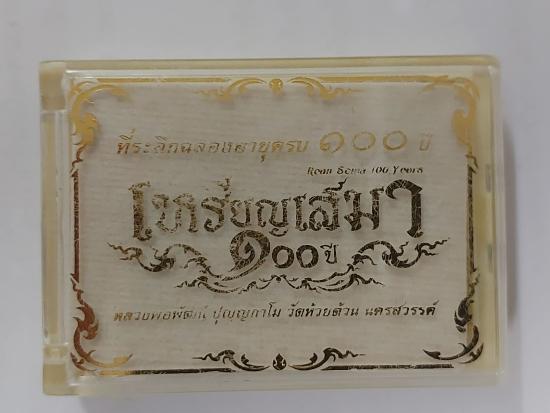 ที่ระลึกฉลองอายุครบ ๑๐๐ ปี
Rean Sema 100 Years
เหรียญเสมา
๑๐๐ ปี
หลวงพ่อพัฒน์ ปุญญกาโม วัดห้วยด้วน นครสวรรค์